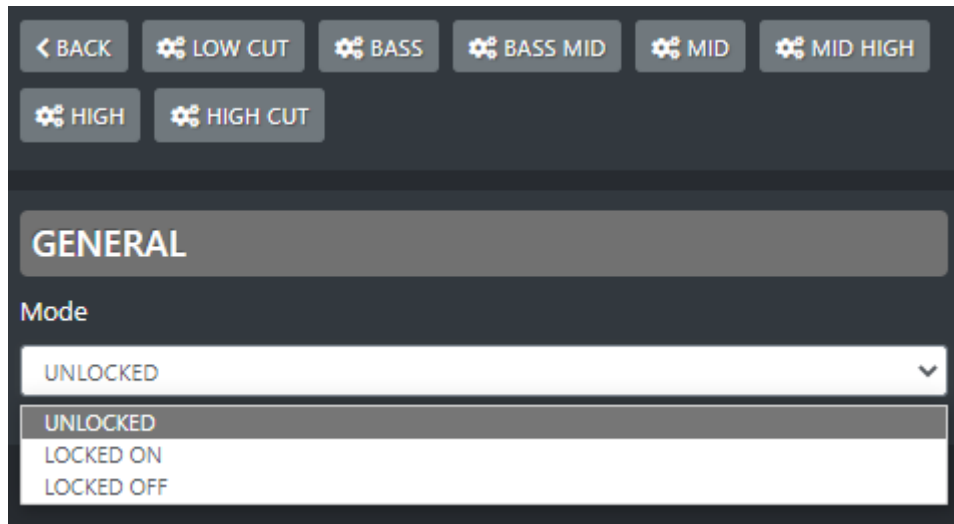 BACK LOW CUT BASS BASS MID MID MID HIGH
HIGH HIGH CUT
GENERAL
Mode
UNLOCKED
UNLOCKED
LOCKED ON
LOCKED OFF